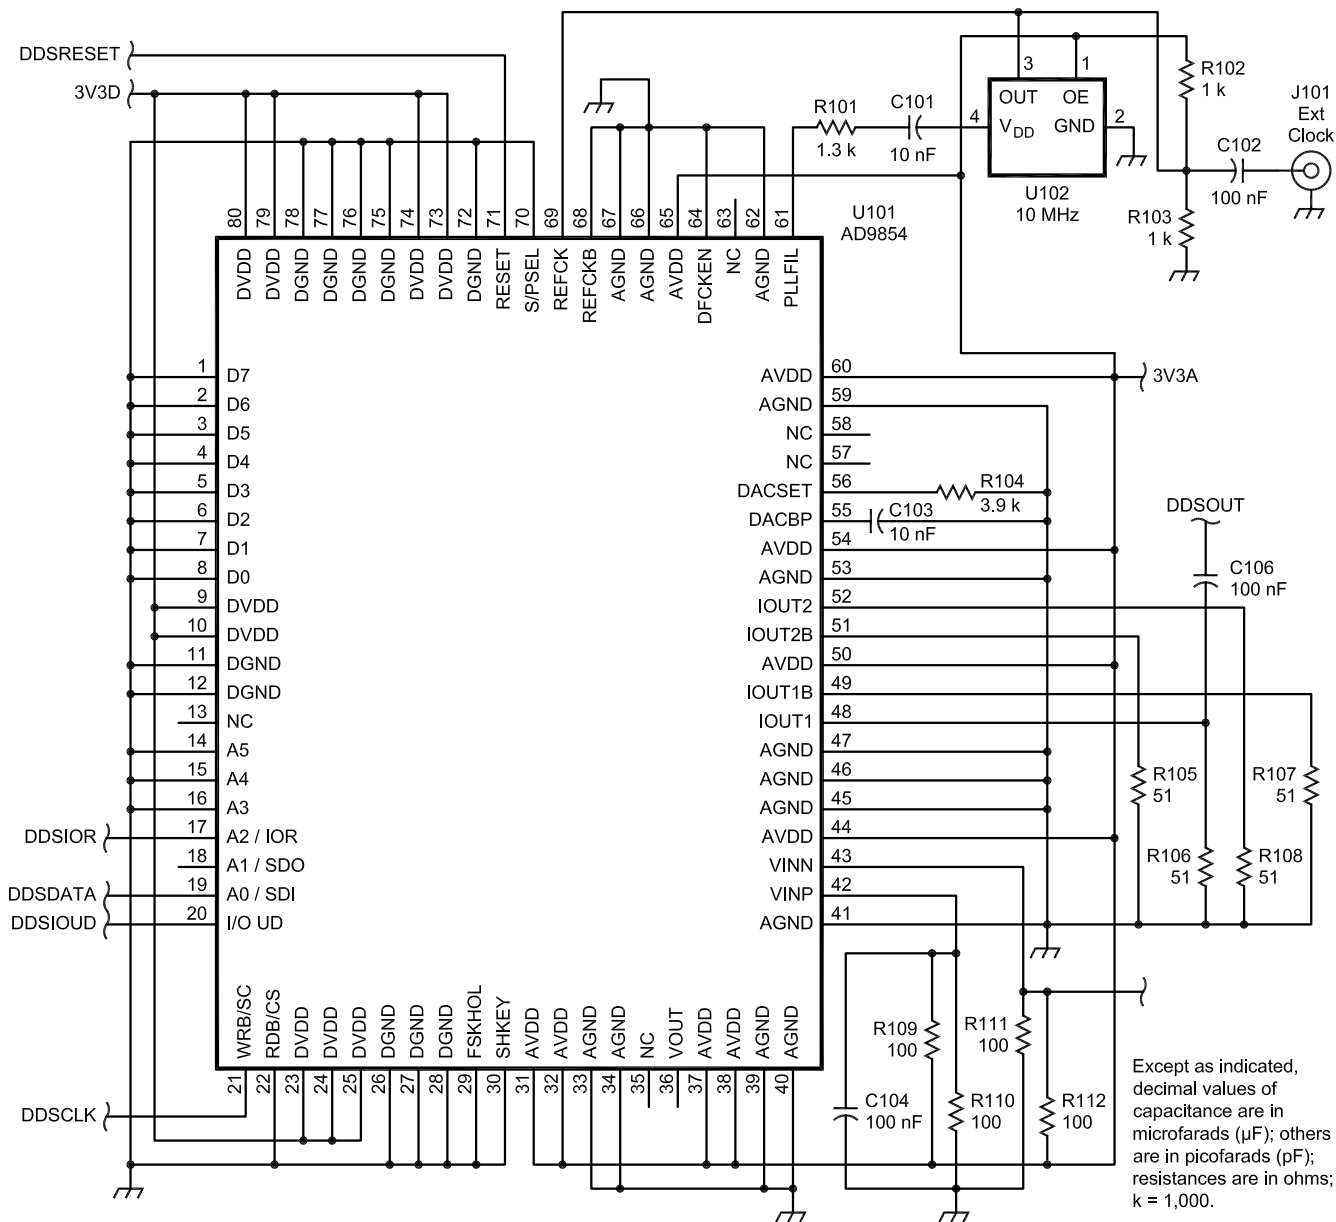 DDSRESET
3V3D
R101
1.3 k
C101
10 nF
4
3
1
2
OUT
OE
V_DD
GND
U102
10 MHz
R102
1 k
R103
1 k
C102
100 nF
J101
Ext
Clock
80
79
78
77
76
75
74
73
72
71
70
69
68
67
66
65
64
63
62
61
U101
AD9854
DVDD
DVDD
DGND
DGND
DGND
DGND
DVDD
DVDD
DGND
RESET
S/PSEL
REFCK
REFCKB
AGND
AGND
AVDD
DFCKEN
NC
AGND
PLLFIL
1 D7
2 D6
3 D5
4 D4
5 D3
6 D2
7 D1
8 D0
9 DVDD
10 DVDD
11 DGND
12 DGND
13 NC
14 A5
15 A4
16 A3
DDSIOR 17 A2 / IOR
18 A1 / SDO
DDSDATA 19 A0 / SDI
DDSIOUD 20 I/O UD
AVDD 60 3V3A
AGND 59
NC 58
NC 57
DACSET 56
R104
3.9 k
DACBP 55
C103
10 nF
AVDD 54
AGND 53
IOUT2 52
IOUT2B 51
AVDD 50
IOUT1B 49
IOUT1 48
AGND 47
AGND 46
AGND 45
AVDD 44
VINN 43
VINP 42
AGND 41
DDSOUT
C106
100 nF
R105
51
R107
51
R106
51
R108
51
WRB/SC
RDB/CS
DVDD
DVDD
DVDD
DGND
DGND
DGND
FSKHOL
SHKEY
AVDD
AVDD
AGND
AGND
NC
VOUT
AVDD
AVDD
AGND
AGND
21
22
23
24
25
26
27
28
29
30
31
32
33
34
35
36
37
38
39
40
DDSCLK
C104
100 nF
R109
100
R110
100
R111
100
R112
100
Except as indicated,
decimal values of
capacitance are in
microfarads (µF); others
are in picofarads (pF);
resistances are in ohms;
k = 1,000.